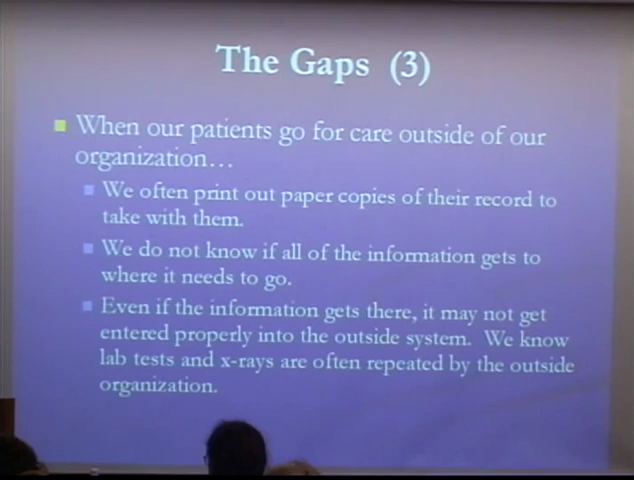 The Gaps (3)
When our patients go for care outside of our
organization…
We often print out paper copies of their record to
take with them.
We do not know if all of the information gets to
where it needs to go.
Even if the information gets there, it may not get
entered properly into the outside system. We know
lab tests and x-rays are often repeated by the outside
organization.